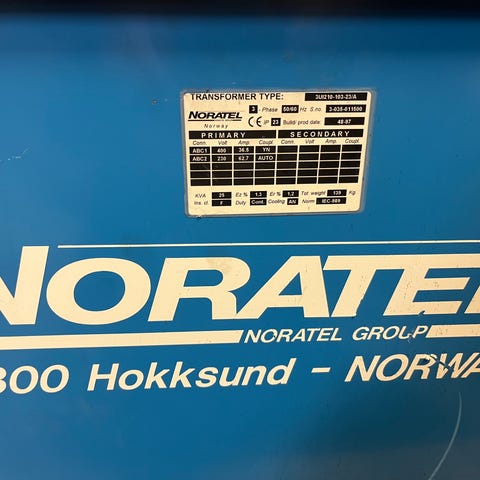 TRANSFORMER TYPE: 3UI210-103-23/A
NORATEL 3 -Phase 50/60 Hz S.no. 3-035-011500
Norway CE IP 23 Build/prod date: 48-97
PRIMARY SECONDARY
Conn. Volt Amp. Coupl. Conn. Volt Amp. Coupl.
ABC1 400 36.5 YN
ABC2 230 62.7 AUTO
KVA 25 Ez % 1.3 Er % 1.2 Tot. weight 139 Kg
Ins. cl. F Duty Cont. Cooling AN Norm IEC-989
NORATEL
NORATEL GROUP
300 Hokksund - NORWA